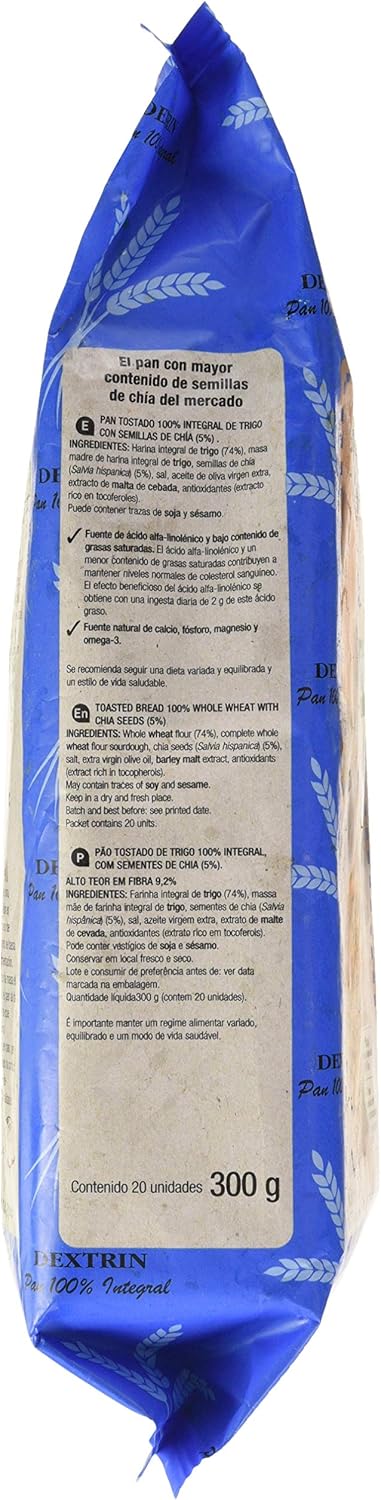 El pan con mayor
contenido de semillas
de chía del mercado
E PAN TOSTADO 100% INTEGRAL DE TRIGO
CON SEMILLAS DE CHÍA (5%).
INGREDIENTES: Harina integral de trigo (74%), masa
madre de harina integral de trigo, semillas de chía
(Salvia hispanica) (5%), sal, aceite de oliva virgen extra,
extracto de malta de cebada, antioxidantes (extracto
rico en tocoferoles).
Puede contener trazas de soja y sésamo.
✓ Fuente de ácido alfa-linolénico y bajo contenido de
grasas saturadas. El ácido alfa-linolénico y un
menor contenido de grasas saturadas contribuyen a
mantener niveles normales de colesterol sanguíneo.
El efecto beneficioso del ácido alfa-linolénico se
obtiene con una ingesta diaria de 2 g de este ácido
graso.
✓ Fuente natural de calcio, fósforo, magnesio y
omega-3.
Se recomienda seguir una dieta variada y equilibrada y
un estilo de vida saludable.
En TOASTED BREAD 100% WHOLE WHEAT WITH
CHIA SEEDS (5%)
INGREDIENTS: Whole wheat flour (74%), complete whole
wheat flour sourdough, chia seeds (Salvia hispanica) (5%),
salt, extra virgin olive oil, barley malt extract, antioxidants
(extract rich in tocopherols).
May contain traces of soy and sesame.
Keep in a dry and fresh place.
Batch and best before: see printed date.
Packet contains 20 units.
P PÃO TOSTADO DE TRIGO 100% INTEGRAL,
COM SEMENTES DE CHIA (5%).
ALTO TEOR EM FIBRA 9,2%
INGREDIENTES: Farinha integral de trigo (74%), massa
mãe de farinha integral de trigo, sementes de chia (Salvia
hispânica) (5%), sal, azeite virgem extra, extrato de malte
de cevada, antioxidantes (extrato rico em tocoferois).
Pode conter vestigios de soja e sésamo.
Conservar em local fresco e seco.
Lote e consumir de preferência antes de: ver data
marcada na embalagem.
Quantidade líquida300 g (contem 20 unidades).
É importante manter um regime alimentar variado,
equilibrado e um modo de vida saudável.
Contenido 20 unidades 300 g
DEXTRIN
Pan 100% Integral